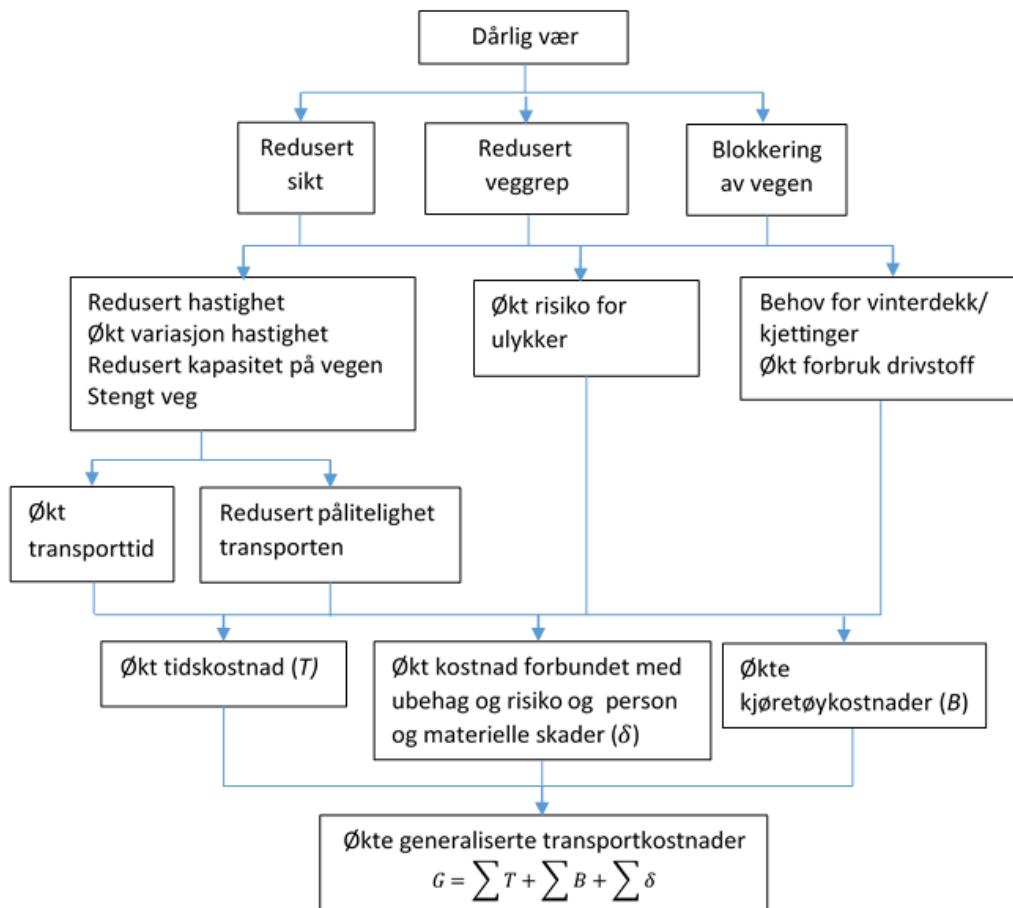 Dårlig vær
Redusert
sikt
Redusert
veggrep
Blokkering
av vegen
Redusert hastighet
Økt variasjon hastighet
Redusert kapasitet på vegen
Stengt veg
Økt risiko for
ulykker
Behov for vinterdekk/
kjettinger
Økt forbruk drivstoff
Økt
transporttid
Redusert pålitelighet
transporten
Økt tidskostnad (T)
Økt kostnad forbundet med
ubehag og risiko og person
og materielle skader (δ)
Økte
kjøretøykostnader (B)
Økte generaliserte transportkostnader
G = ∑ T + ∑ B + ∑ δ